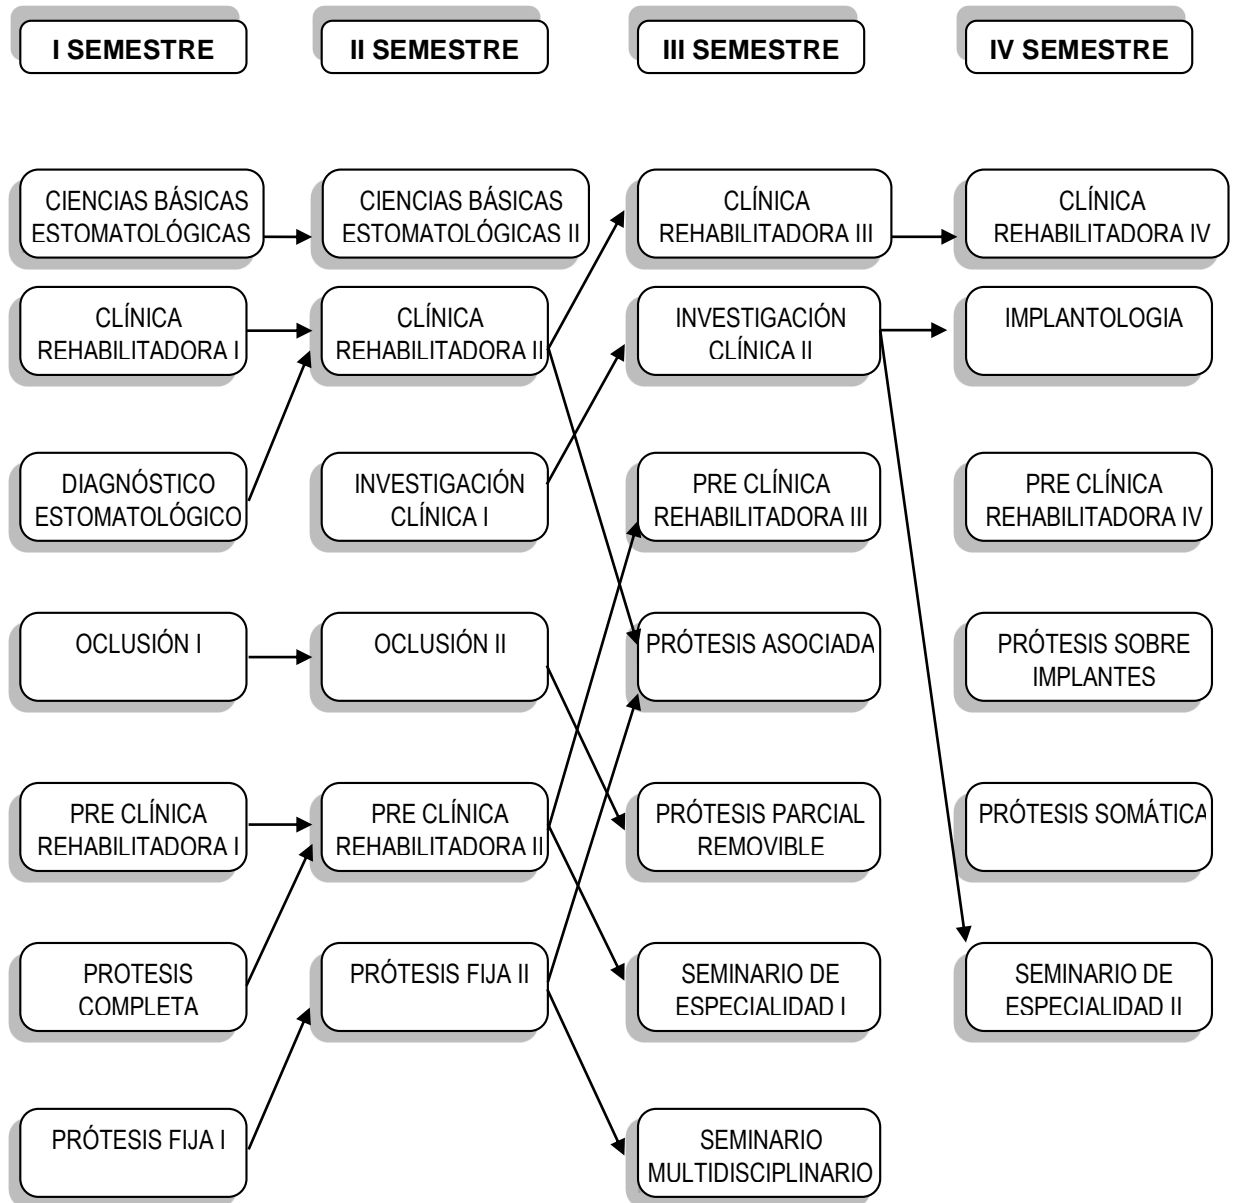 I SEMESTRE
II SEMESTRE
III SEMESTRE
IV SEMESTRE
CIENCIAS BÁSICAS
ESTOMATOLÓGICAS
CIENCIAS BÁSICAS
ESTOMATOLÓGICAS II
CLÍNICA
REHABILITADORA III
CLÍNICA
REHABILITADORA IV
CLÍNICA
REHABILITADORA I
CLÍNICA
REHABILITADORA II
INVESTIGACIÓN
CLÍNICA II
IMPLANTOLOGIA
DIAGNÓSTICO
ESTOMATOLÓGICO
INVESTIGACIÓN
CLÍNICA I
PRE CLÍNICA
REHABILITADORA III
PRE CLÍNICA
REHABILITADORA IV
OCLUSIÓN I
OCLUSIÓN II
PRÓTESIS ASOCIADA
PRÓTESIS SOBRE
IMPLANTES
PRE CLÍNICA
REHABILITADORA I
PRE CLÍNICA
REHABILITADORA II
PRÓTESIS PARCIAL
REMOVIBLE
PRÓTESIS SOMÁTICA
PROTESIS
COMPLETA
PRÓTESIS FIJA II
SEMINARIO DE
ESPECIALIDAD I
SEMINARIO DE
ESPECIALIDAD II
PRÓTESIS FIJA I
SEMINARIO
MULTIDISCIPLINARIO